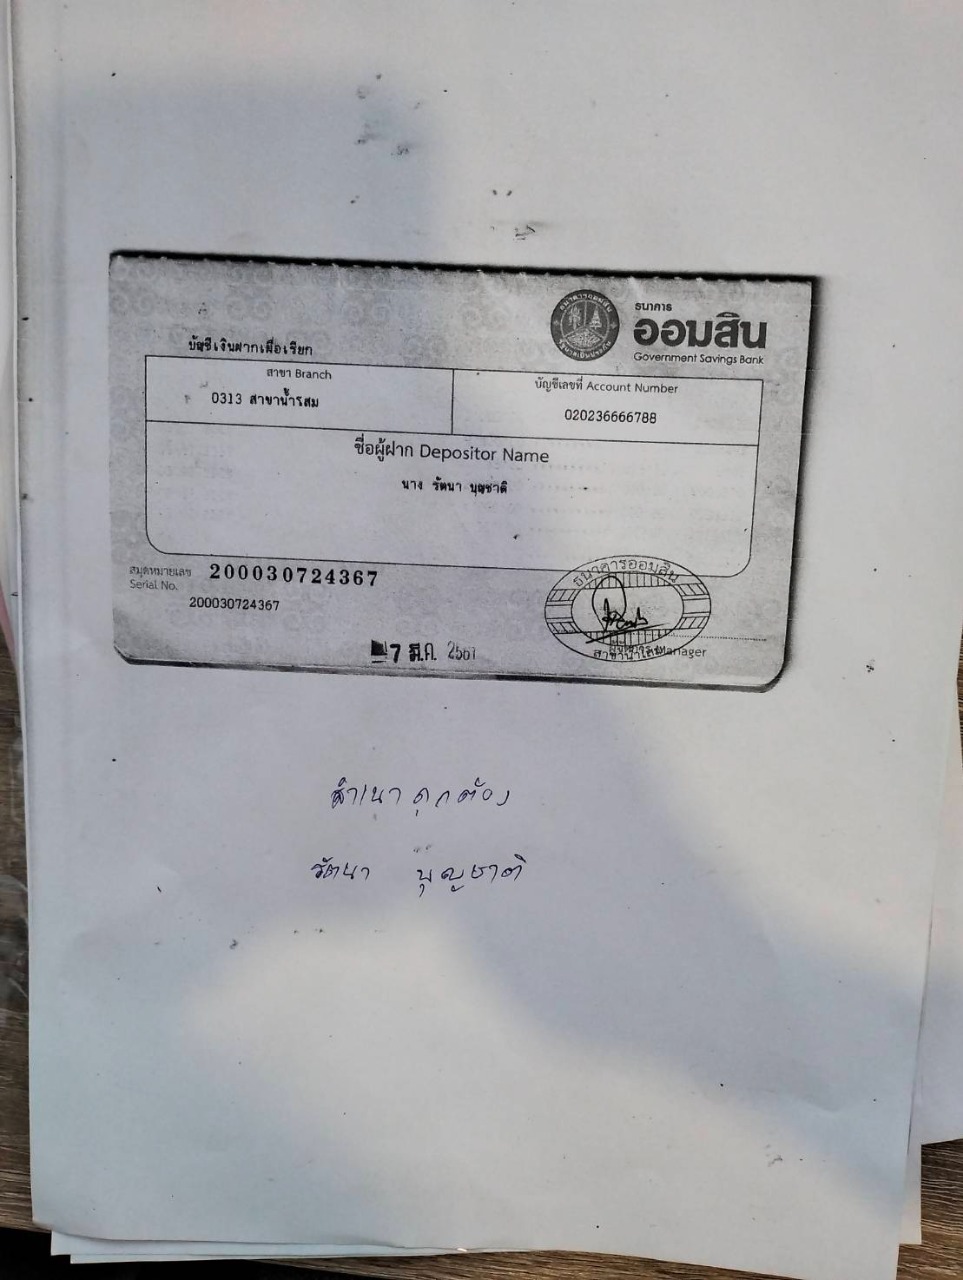 ธนาคาร
ออมสิน
Government Savings Bank
บัญชีเงินฝากเผื่อเรียก
สาขา Branch
0313 สาขาน้ำรสม
บัญชีเลขที่ Account Number
020236666788
ชื่อผู้ฝาก Depositor Name
นาง รัตนา บุญชาติ
สมุดหมายเลข 200030724367
Serial No.
200030724367
ธนาคารออมสิน
Manager
7 มี.ค. 2567
สำเนาถูกต้อง
รัตนา บุญชาติ